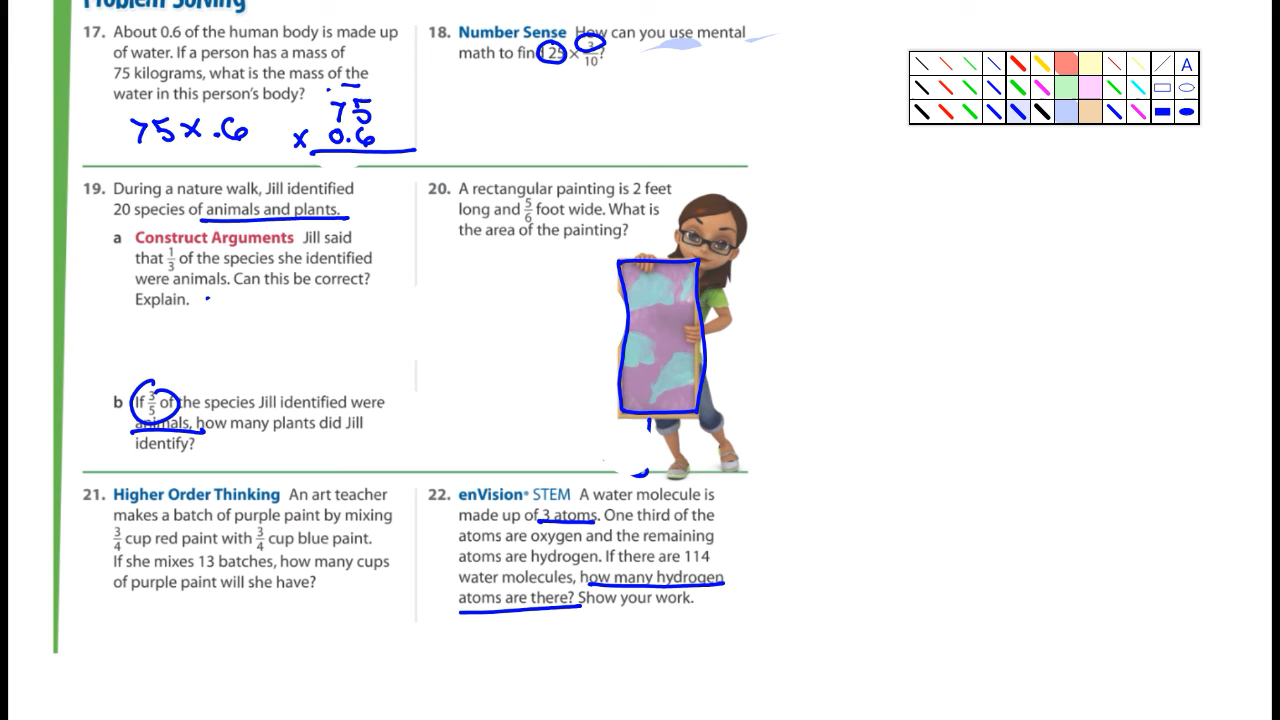 Problem Solving
17. About 0.6 of the human body is made up
of water. If a person has a mass of
75 kilograms, what is the mass of the
water in this person's body?
75 x .6
75
x 0.6
18. Number Sense How can you use mental
math to find 25 × 3/10?
19. During a nature walk, Jill identified
20 species of animals and plants.
a Construct Arguments Jill said
that 1/3 of the species she identified
were animals. Can this be correct?
Explain.
b If 3/5 of the species Jill identified were
animals, how many plants did Jill
identify?
20. A rectangular painting is 2 feet
long and 5/6 foot wide. What is
the area of the painting?
21. Higher Order Thinking An art teacher
makes a batch of purple paint by mixing
3/4 cup red paint with 3/4 cup blue paint.
If she mixes 13 batches, how many cups
of purple paint will she have?
22. enVision® STEM A water molecule is
made up of 3 atoms. One third of the
atoms are oxygen and the remaining
atoms are hydrogen. If there are 114
water molecules, how many hydrogen
atoms are there? Show your work.
A